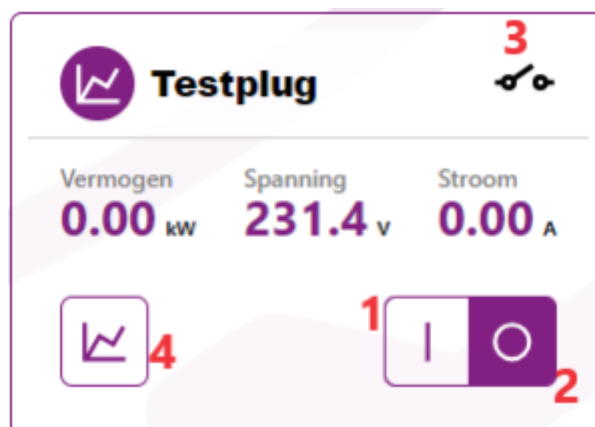 3
Testplug
Vermogen Spanning Stroom
0.00 kW 231.4 V 0.00 A
4 1 | O 2